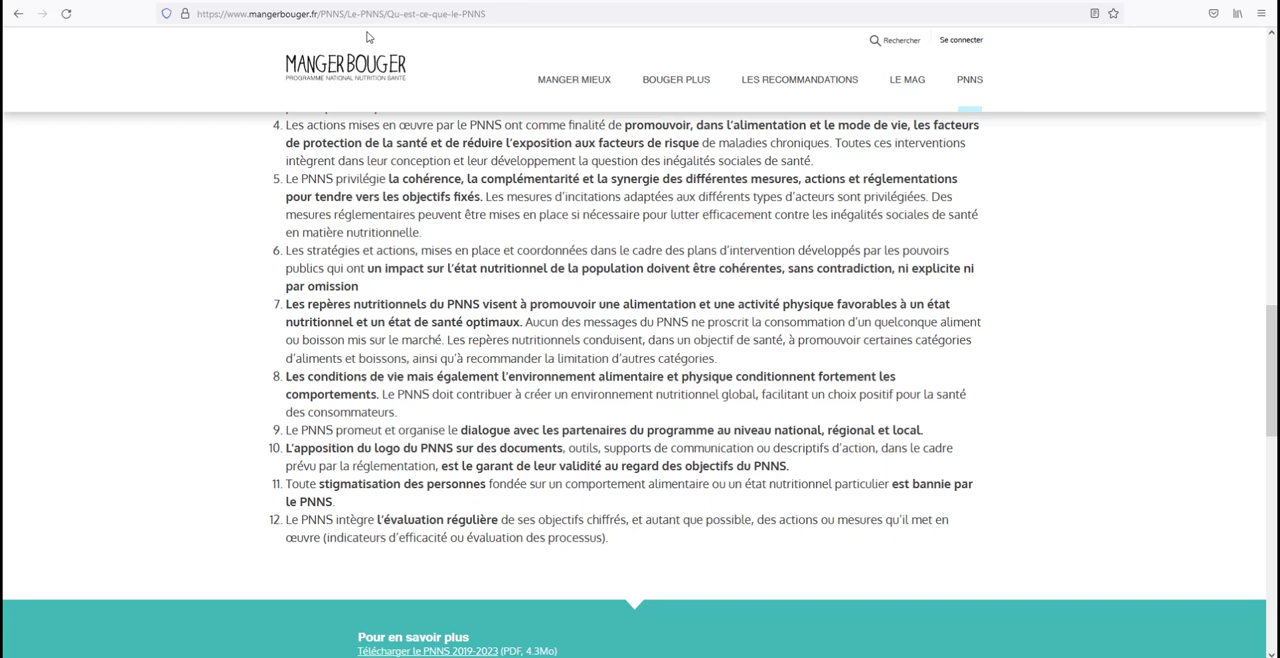 https://www.mangerbouger.fr/PNNS/Le-PNNS/Qu-est-ce-que-le-PNNS
Rechercher
Se connecter
MANGERBOUGER
PROGRAMME NATIONAL NUTRITION SANTÉ
MANGER MIEUX
BOUGER PLUS
LES RECOMMANDATIONS
LE MAG
PNNS
4. Les actions mises en œuvre par le PNNS ont comme finalité de promouvoir, dans l'alimentation et le mode de vie, les facteurs
de protection de la santé et de réduire l'exposition aux facteurs de risque de maladies chroniques. Toutes ces interventions
intègrent dans leur conception et leur développement la question des inégalités sociales de santé.
5. Le PNNS privilégie la cohérence, la complémentarité et la synergie des différentes mesures, actions et réglementations
pour tendre vers les objectifs fixés. Les mesures d'incitations adaptées aux différents types d'acteurs sont privilégiées. Des
mesures réglementaires peuvent être mises en place si nécessaire pour lutter efficacement contre les inégalités sociales de santé
en matière nutritionnelle.
6. Les stratégies et actions, mises en place et coordonnées dans le cadre des plans d'intervention développés par les pouvoirs
publics qui ont un impact sur l'état nutritionnel de la population doivent être cohérentes, sans contradiction, ni explicite ni
par omission
7. Les repères nutritionnels du PNNS visent à promouvoir une alimentation et une activité physique favorables à un état
nutritionnel et un état de santé optimaux. Aucun des messages du PNNS ne proscrit la consommation d'un quelconque aliment
ou boisson mis sur le marché. Les repères nutritionnels conduisent, dans un objectif de santé, à promouvoir certaines catégories
d'aliments et boissons, ainsi qu'à recommander la limitation d'autres catégories.
8. Les conditions de vie mais également l'environnement alimentaire et physique conditionnent fortement les
comportements. Le PNNS doit contribuer à créer un environnement nutritionnel global, facilitant un choix positif pour la santé
des consommateurs.
9. Le PNNS promeut et organise le dialogue avec les partenaires du programme au niveau national, régional et local.
10. L'apposition du logo du PNNS sur des documents, outils, supports de communication ou descriptifs d'action, dans le cadre
prévu par la réglementation, est le garant de leur validité au regard des objectifs du PNNS.
11. Toute stigmatisation des personnes fondée sur un comportement alimentaire ou un état nutritionnel particulier est bannie par
le PNNS.
12. Le PNNS intègre l'évaluation régulière de ses objectifs chiffrés, et autant que possible, des actions ou mesures qu'il met en
œuvre (indicateurs d'efficacité ou évaluation des processus).
Pour en savoir plus
Télécharger le PNNS 2019-2023 (PDF, 4.3Mo)